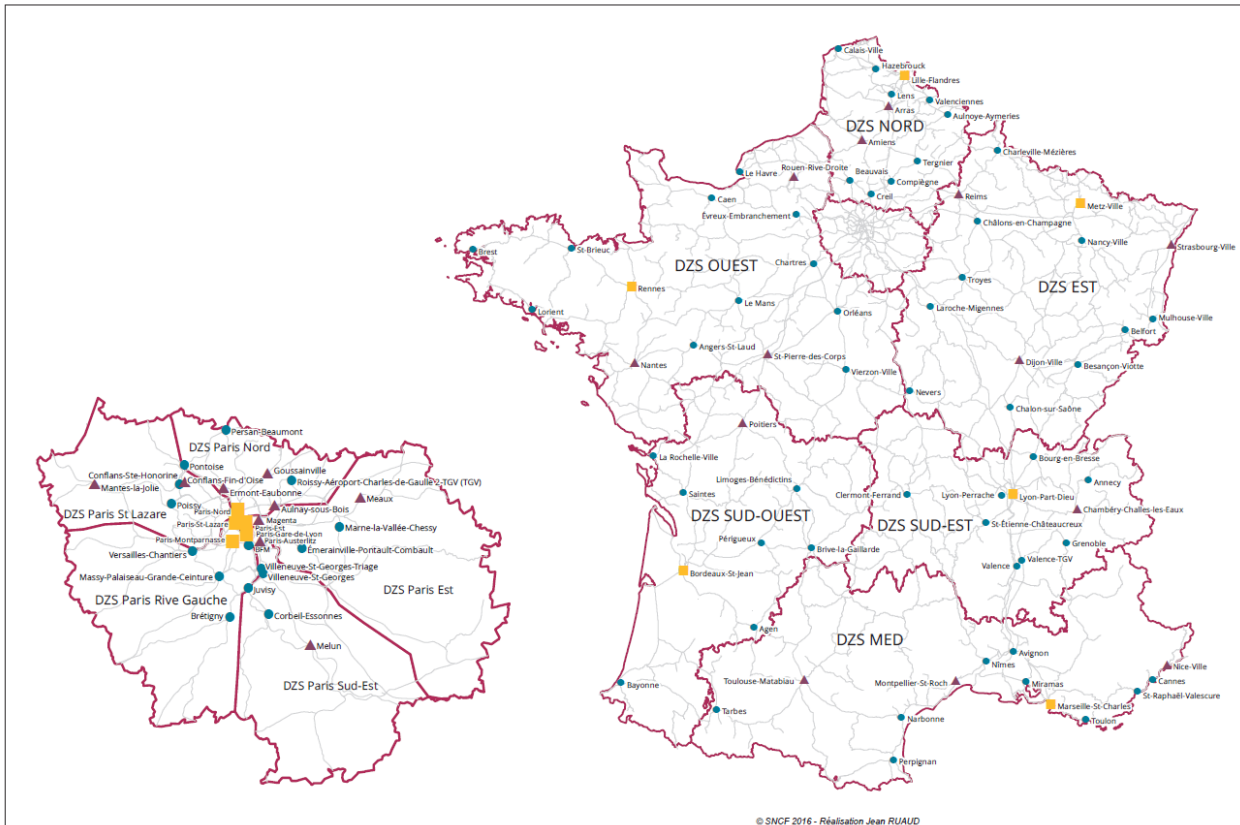 Calais-Ville
Hazebrouck
Lille-Flandres
Lens
Valenciennes
Arras
Aulnoye-Aymeries
DZS NORD
Amiens
Charleville-Mézières
Tergnier
Rouen-Rive-Droite
Beauvais
Le Havre
Compiègne
Creil
Reims
Metz-Ville
Caen
Évreux-Embranchement
Châlons-en-Champagne
Nancy-Ville
Strasbourg-Ville
Brest
St-Brieuc
DZS OUEST
Chartres
Troyes
DZS EST
Rennes
Le Mans
Laroche-Migennes
Lorient
Orléans
Mulhouse-Ville
Belfort
Angers-St-Laud
St-Pierre-des-Corps
Nantes
Dijon-Ville
Besançon-Viotte
Vierzon-Ville
Nevers
Chalon-sur-Saône
Poitiers
La Rochelle-Ville
Bourg-en-Bresse
Limoges-Bénédictins
Annecy
Saintes
Clermont-Ferrand
Lyon-Perrache
Lyon-Part-Dieu
Chambéry-Challes-les-Eaux
DZS SUD-OUEST
DZS SUD-EST
St-Étienne-Châteaucreux
Périgueux
Brive-la-Gaillarde
Grenoble
Valence-TGV
Valence
Bordeaux-St-Jean
Agen
DZS MED
Avignon
Nîmes
Nice-Ville
Bayonne
Toulouse-Matabiau
Montpellier-St-Roch
Miramas
Cannes
St-Raphaël-Valescure
Tarbes
Marseille-St-Charles
Narbonne
Toulon
Perpignan
Persan-Beaumont
DZS Paris Nord
Pontoise
Goussainville
Conflans-Ste-Honorine
Conflans-Fin-d'Oise
Roissy-Aéroport-Charles-de-Gaulle 2-TGV (TGV)
Mantes-la-Jolie
Ermont-Eaubonne
Meaux
Poissy
Paris-Nord
Aulnay-sous-Bois
DZS Paris St Lazare
Paris-St-Lazare
Magenta
Paris-Est
Marne-la-Vallée-Chessy
Paris-Gare-de-Lyon
Paris-Montparnasse
Paris-Austerlitz
BFM
Versailles-Chantiers
Émerainville-Pontault-Combault
Villeneuve-St-Georges-Triage
Massy-Palaiseau-Grande-Ceinture
Villeneuve-St-Georges
Juvisy
DZS Paris Est
DZS Paris Rive Gauche
Brétigny
Corbeil-Essonnes
Melun
DZS Paris Sud-Est
© SNCF 2016 - Réalisation Jean RUAUD